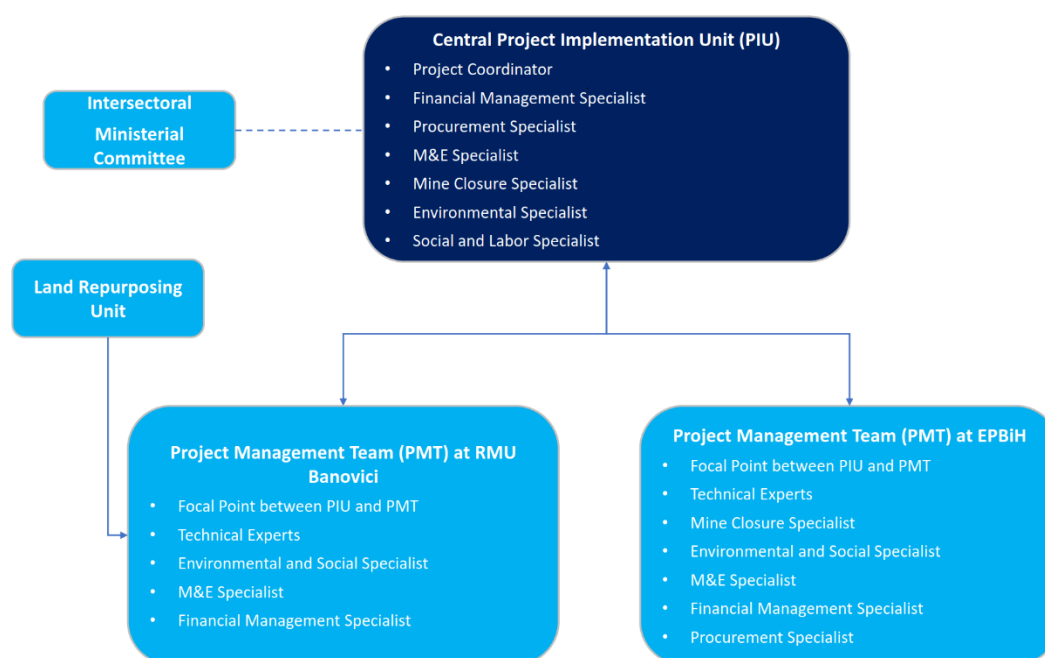 Central Project Implementation Unit (PIU)
• Project Coordinator
• Financial Management Specialist
• Procurement Specialist
• M&E Specialist
• Mine Closure Specialist
• Environmental Specialist
• Social and Labor Specialist
Intersectoral
Ministerial
Committee
Land Repurposing
Unit
Project Management Team (PMT) at RMU
Banovici
• Focal Point between PIU and PMT
• Technical Experts
• Environmental and Social Specialist
• M&E Specialist
• Financial Management Specialist
Project Management Team (PMT) at EPBiH
• Focal Point between PIU and PMT
• Technical Experts
• Mine Closure Specialist
• Environmental and Social Specialist
• M&E Specialist
• Financial Management Specialist
• Procurement Specialist